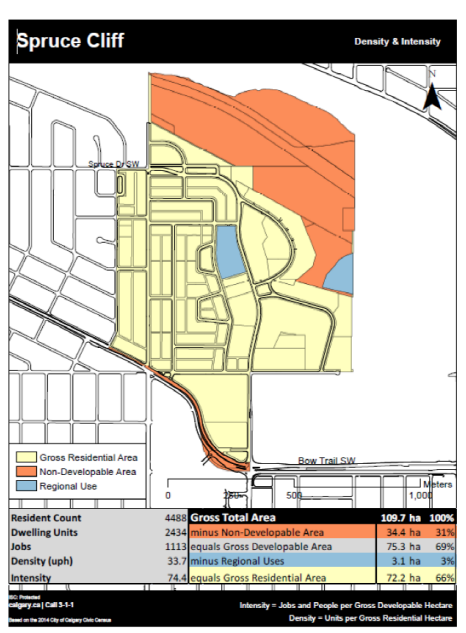 Spruce Cliff
Density & Intensity
N
Spruce Dr SW
Gross Residential Area
Non-Developable Area
Regional Use
Bow Trail SW
Meters
0 250 500 1,000
Resident Count 4488 Gross Total Area 109.7 ha 100%
Dwelling Units 2434 minus Non-Developable Area 34.4 ha 31%
Jobs 1113 equals Gross Developable Area 75.3 ha 69%
Density (uph) 33.7 minus Regional Uses 3.1 ha 3%
Intensity 74.4 equals Gross Residential Area 72.2 ha 66%
ISC: Protected
calgary.ca | Call 3-1-1
Intensity = Jobs and People per Gross Developable Hectare
Based on the 2014 City of Calgary Civic Census
Density = Units per Gross Residential Hectare